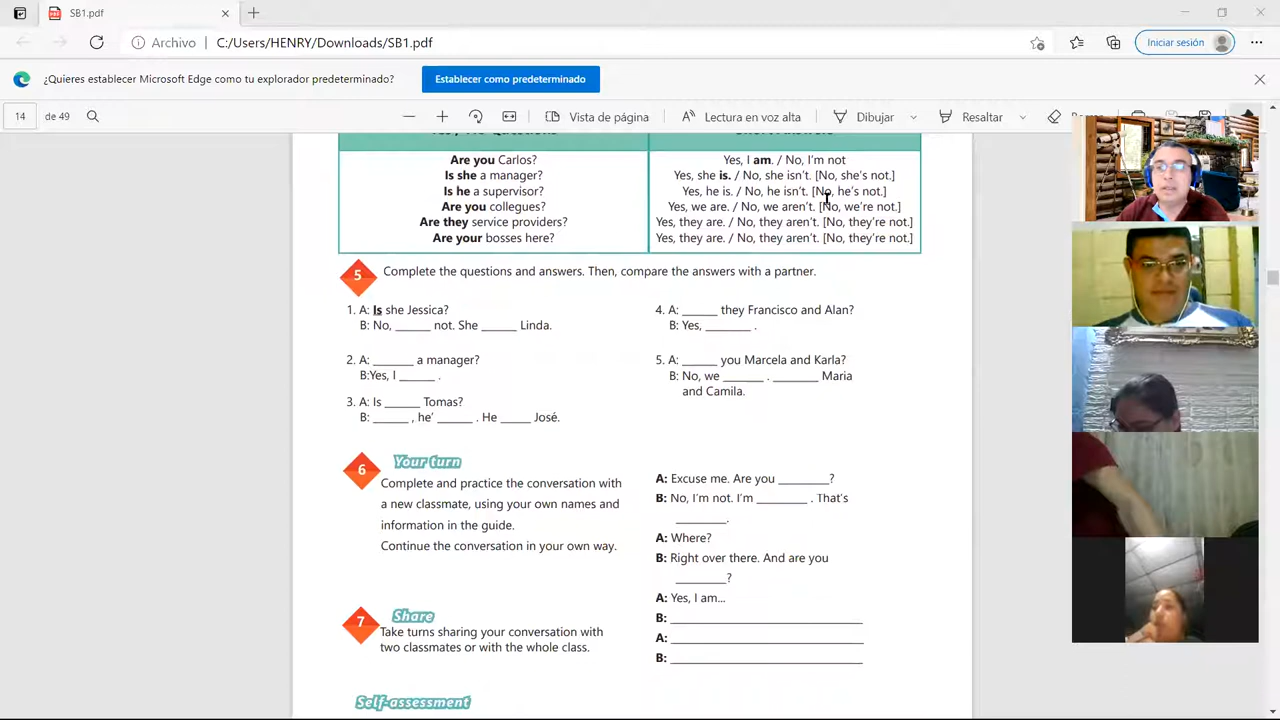 SB1.pdf
Archivo C:/Users/HENRY/Downloads/SB1.pdf Iniciar sesión
¿Quieres establecer Microsoft Edge como tu explorador predeterminado? Establecer como predeterminado
14 de 49 Vista de página Lectura en voz alta Dibujar Resaltar
Are you Carlos? Yes, I am. / No, I'm not
Is she a manager? Yes, she is. / No, she isn't. [No, she's not.]
Is he a supervisor? Yes, he is. / No, he isn't. [No, he's not.]
Are you collegues? Yes, we are. / No, we aren't. [No, we're not.]
Are they service providers? Yes, they are. / No, they aren't. [No, they're not.]
Are your bosses here? Yes, they are. / No, they aren't. [No, they're not.]
5 Complete the questions and answers. Then, compare the answers with a partner.
1. A: Is she Jessica?
B: No, ______ not. She ______ Linda.
2. A: _______ a manager?
B:Yes, I ______ .
3. A: Is ______ Tomas?
B: ______ , he' ______ . He _____ José.
4. A: ______ they Francisco and Alan?
B: Yes, ________ .
5. A: ______ you Marcela and Karla?
B: No, we _______ . _______ Maria
and Camila.
6 Your turn
Complete and practice the conversation with
a new classmate, using your own names and
information in the guide.
Continue the conversation in your own way.
A: Excuse me. Are you ________?
B: No, I'm not. I'm ________ . That's
________.
A: Where?
B: Right over there. And are you
________?
A: Yes, I am...
B: ______________________________
A: ______________________________
B: ______________________________
7 Share
Take turns sharing your conversation with
two classmates or with the whole class.
Self-assessment